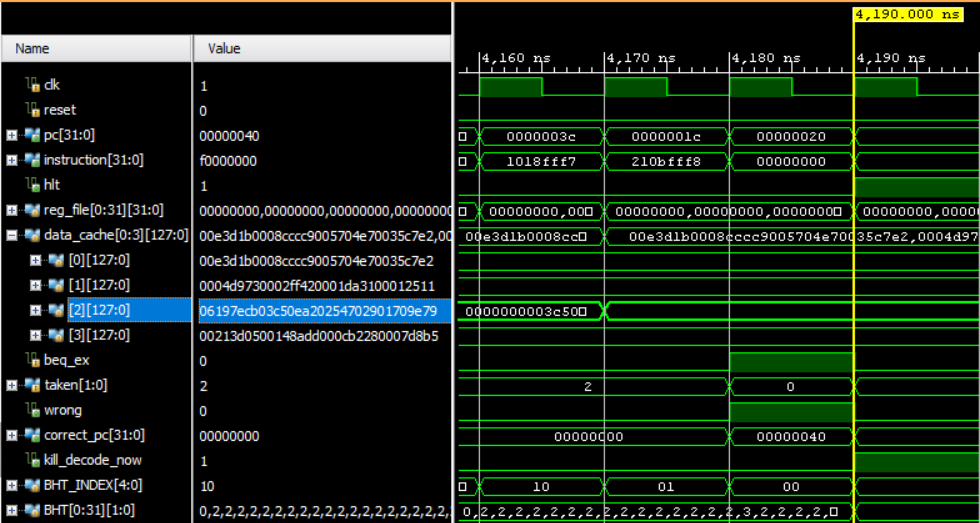 4,190.000 ns
Name Value
4,160 ns 4,170 ns 4,180 ns 4,190 ns
clk 1
reset 0
pc[31:0] 00000040 0000003c 0000001c 00000020
instruction[31:0] f0000000 1018fff7 210bfff8 00000000
hlt 1
reg_file[0:31][31:0] 00000000,00000000,00000000,00000000 00000000,00 00000000,00000000,0000000 00000000,0000
data_cache[0:3][127:0] 00e3d1b0008cccc9005704e70035c7e2,00 00e3d1b0008cc 00e3d1b0008cccc9005704e70035c7e2,0004d97
[0][127:0] 00e3d1b0008cccc9005704e70035c7e2
[1][127:0] 0004d9730002ff420001da3100012511
[2][127:0] 06197ecb03c50ea20254702901709e79 0000000003c50
[3][127:0] 00213d0500148add000cb2280007d8b5
beq_ex 0
taken[1:0] 2 2 0
wrong 0
correct_pc[31:0] 00000000 00000000 00000040
kill_decode_now 1
BHT_INDEX[4:0] 10 10 01 00
BHT[0:31][1:0] 0,2,2,2,2,2,2,2,2,2,2,2,2,2,2,2,2,2, 0,2,2,2,2,2,2,2,2,2,2,2,2,2,2,2,3,2,2,2,2,